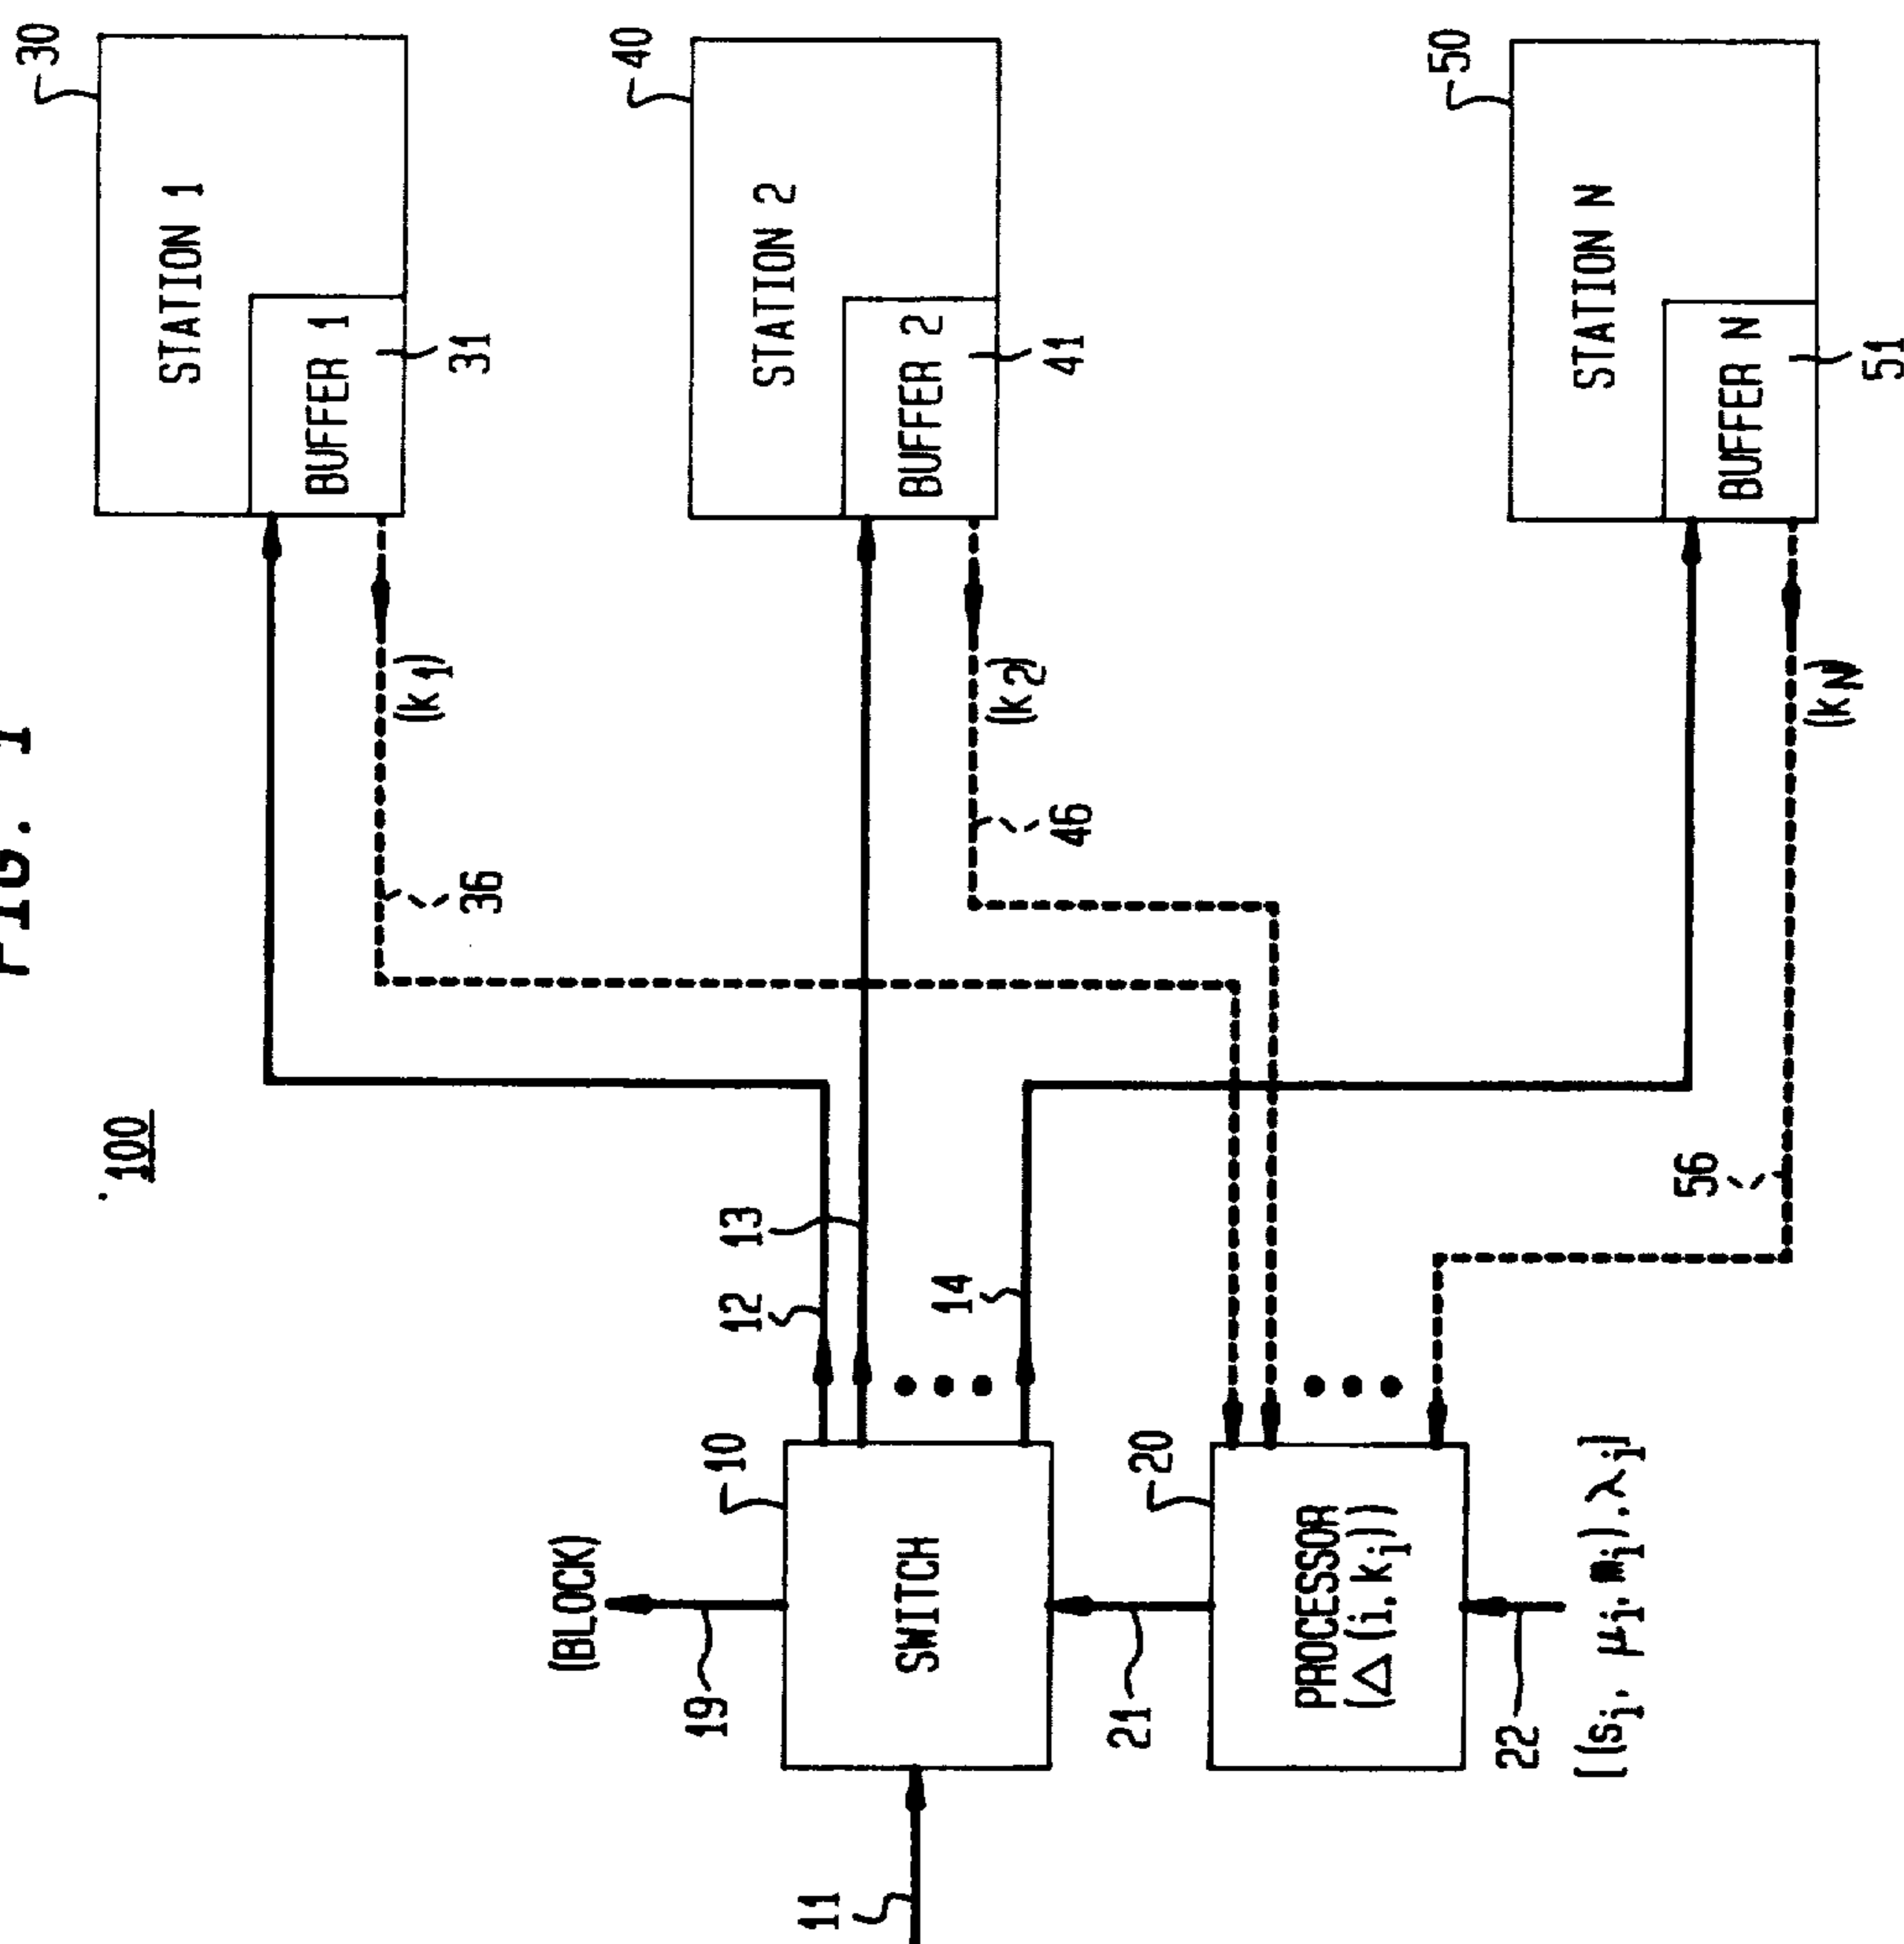 FIG. 1
100
30
STATION 1
BUFFER 1
31
(k1)
36
40
STATION 2
BUFFER 2
41
(k2)
46
50
STATION N
BUFFER N
51
(kN)
56
12
13
14
10
SWITCH
(BLOCK)
19
11
20
PROCESSOR
(Δ(i,ki))
21
22
[(si, μi, mi),λi]